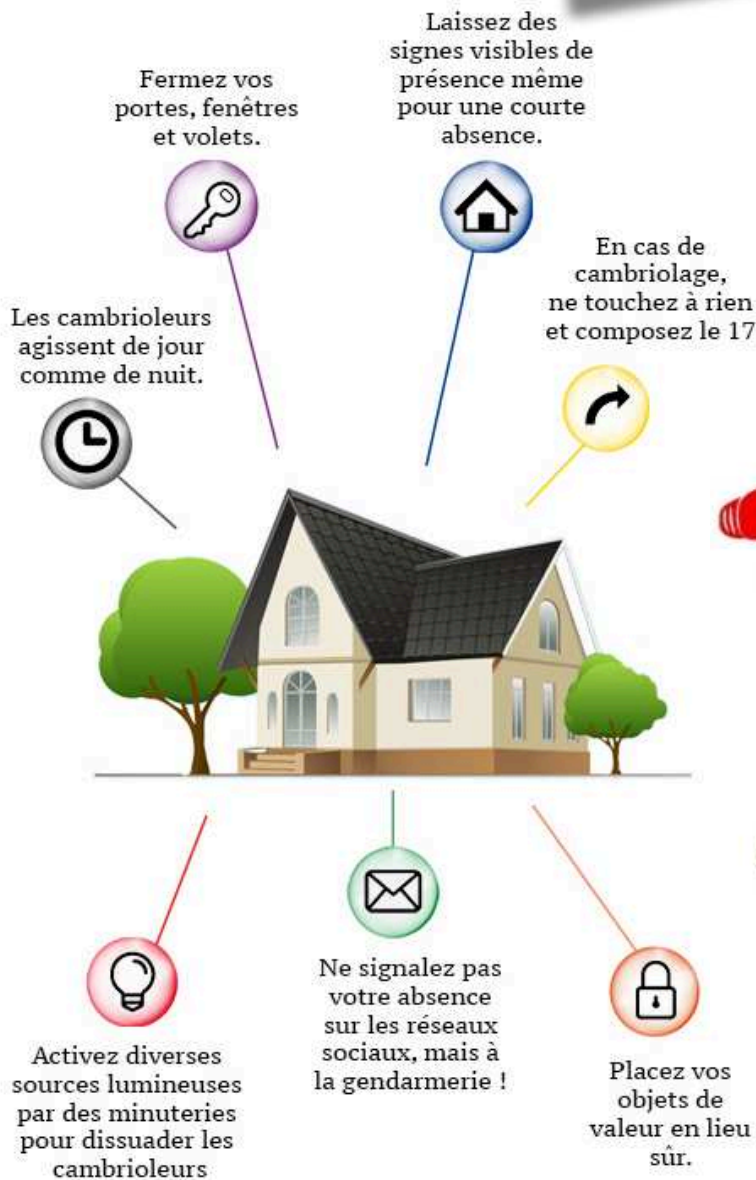 Laissez des
signes visibles de
présence même
pour une courte
absence.
Fermez vos
portes, fenêtres
et volets.
En cas de
cambriolage,
ne touchez à rien
et composez le 17
Les cambrioleurs
agissent de jour
comme de nuit.
Activez diverses
sources lumineuses
par des minuteries
pour dissuader les
cambrioleurs
Ne signalez pas
votre absence
sur les réseaux
sociaux, mais à
la gendarmerie !
Placez vos
objets de
valeur en lieu
sûr.